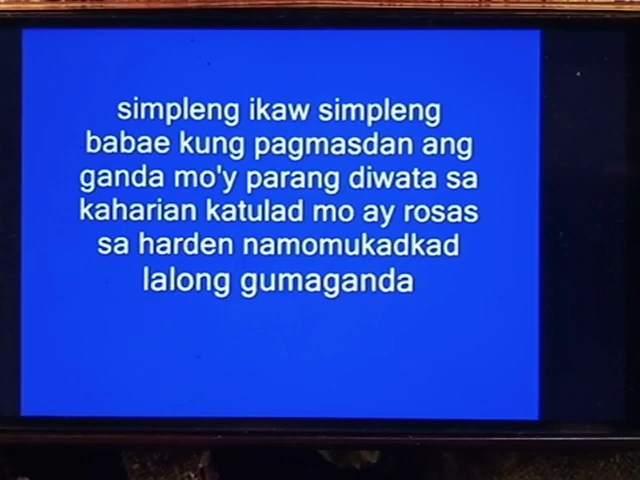 simpleng ikaw simpleng
babae kung pagmasdan ang
ganda mo'y parang diwata sa
kaharian katulad mo ay rosas
sa harden namomukadkad
lalong gumaganda